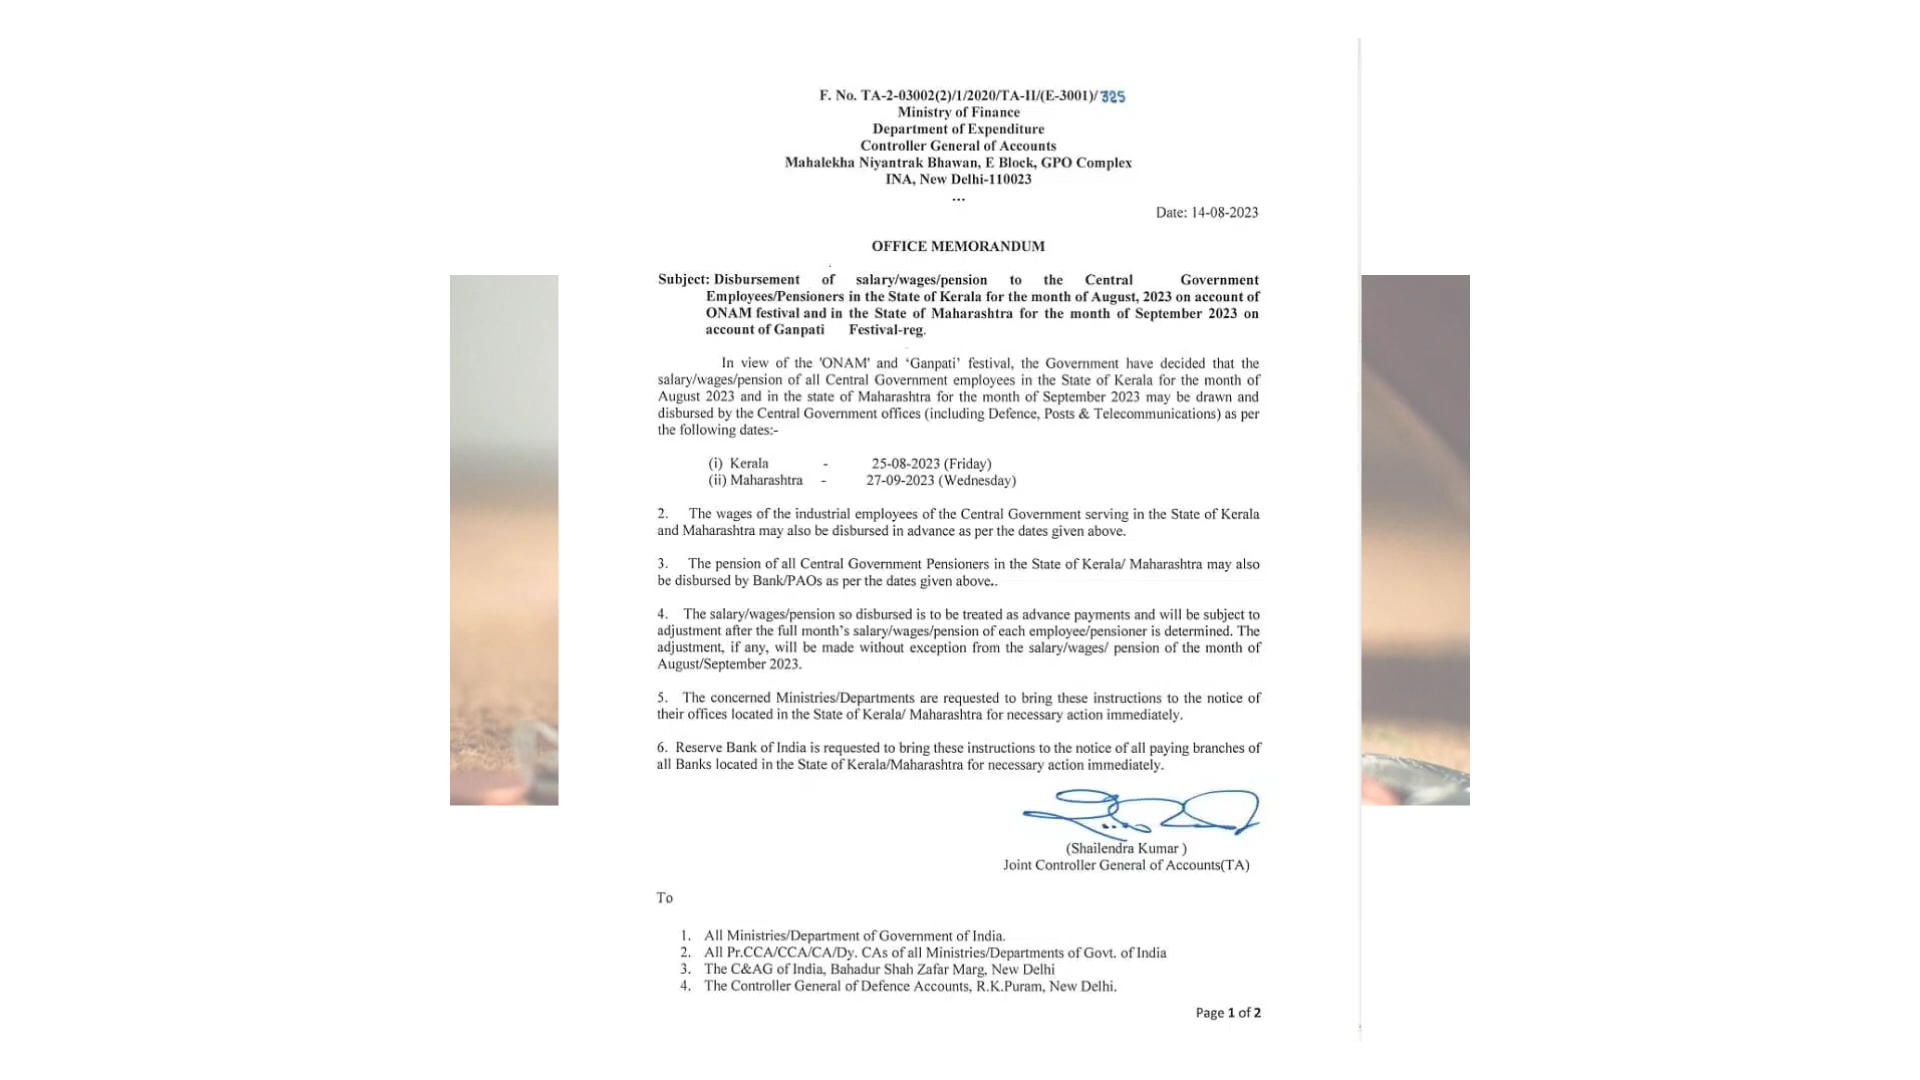 F. No. TA-2-03002(2)/1/2020/TA-II/(E-3001)/325
Ministry of Finance
Department of Expenditure
Controller General of Accounts
Mahalekha Niyantrak Bhawan, E Block, GPO Complex
INA, New Delhi-110023
...
Date: 14-08-2023
OFFICE MEMORANDUM
Subject: Disbursement of salary/wages/pension to the Central Government
Employees/Pensioners in the State of Kerala for the month of August, 2023 on account of
ONAM festival and in the State of Maharashtra for the month of September 2023 on
account of Ganpati Festival-reg.
In view of the 'ONAM' and ‘Ganpati’ festival, the Government have decided that the
salary/wages/pension of all Central Government employees in the State of Kerala for the month of
August 2023 and in the state of Maharashtra for the month of September 2023 may be drawn and
disbursed by the Central Government offices (including Defence, Posts & Telecommunications) as per
the following dates:-
(i) Kerala - 25-08-2023 (Friday)
(ii) Maharashtra - 27-09-2023 (Wednesday)
2. The wages of the industrial employees of the Central Government serving in the State of Kerala
and Maharashtra may also be disbursed in advance as per the dates given above.
3. The pension of all Central Government Pensioners in the State of Kerala/ Maharashtra may also
be disbursed by Bank/PAOs as per the dates given above..
4. The salary/wages/pension so disbursed is to be treated as advance payments and will be subject to
adjustment after the full month’s salary/wages/pension of each employee/pensioner is determined. The
adjustment, if any, will be made without exception from the salary/wages/ pension of the month of
August/September 2023.
5. The concerned Ministries/Departments are requested to bring these instructions to the notice of
their offices located in the State of Kerala/ Maharashtra for necessary action immediately.
6. Reserve Bank of India is requested to bring these instructions to the notice of all paying branches of
all Banks located in the State of Kerala/Maharashtra for necessary action immediately.
(Shailendra Kumar )
Joint Controller General of Accounts(TA)
To
1. All Ministries/Department of Government of India.
2. All Pr.CCA/CCA/CA/Dy. CAs of all Ministries/Departments of Govt. of India
3. The C&AG of India, Bahadur Shah Zafar Marg, New Delhi
4. The Controller General of Defence Accounts, R.K.Puram, New Delhi.
Page 1 of 2